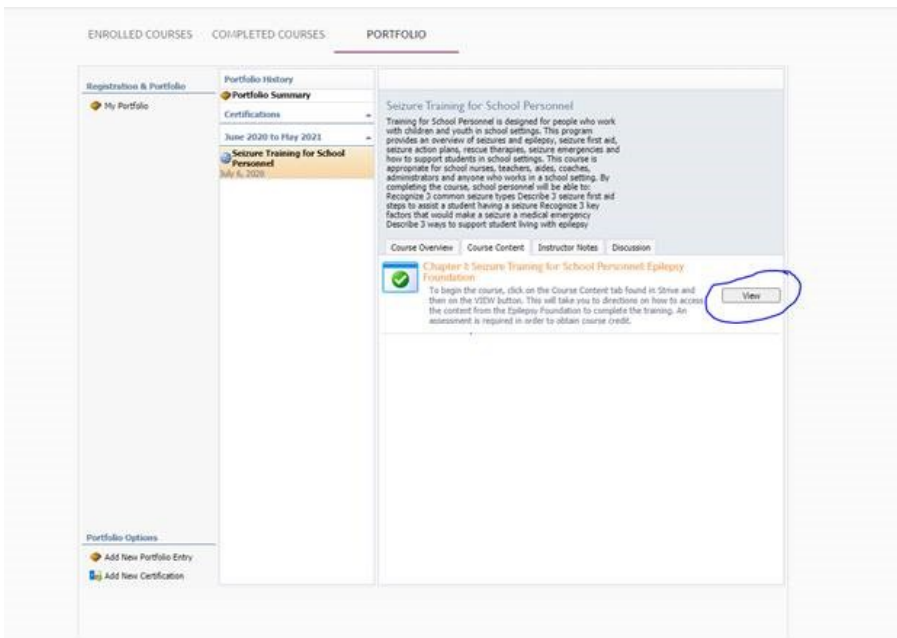 ENROLLED COURSES COMPLETED COURSES PORTFOLIO
Registration & Portfolio
My Portfolio
Portfolio History
Portfolio Summary
Certifications
June 2020 to May 2021
Seizure Training for School
Personnel
July 6, 2020
Seizure Training for School Personnel
Training for School Personnel is designed for people who work
with children and youth in school settings. This program
provides an overview of seizures and epilepsy, seizure first aid,
seizure action plans, rescue therapies, seizure emergencies and
how to support students in school settings. This course is
appropriate for school nurses, teachers, aides, coaches,
administrators and anyone who works in a school setting. By
completing the course, school personnel will be able to:
Recognize 3 common seizure types Describe 3 seizure first aid
steps to assist a student having a seizure Recognize 3 key
factors that would make a seizure a medical emergency
Describe 3 ways to support student living with epilepsy
Course Overview Course Content Instructor Notes Discussion
Chapter 1: Seizure Training for School Personnel: Epilepsy
Foundation
To begin the course, click on the Course Content tab found in Strive and
then on the VIEW button. This will take you to directions on how to access
the content from the Epilepsy Foundation to complete the training. An
assessment is required in order to obtain course credit.
View
Portfolio Options
Add New Portfolio Entry
Add New Certification